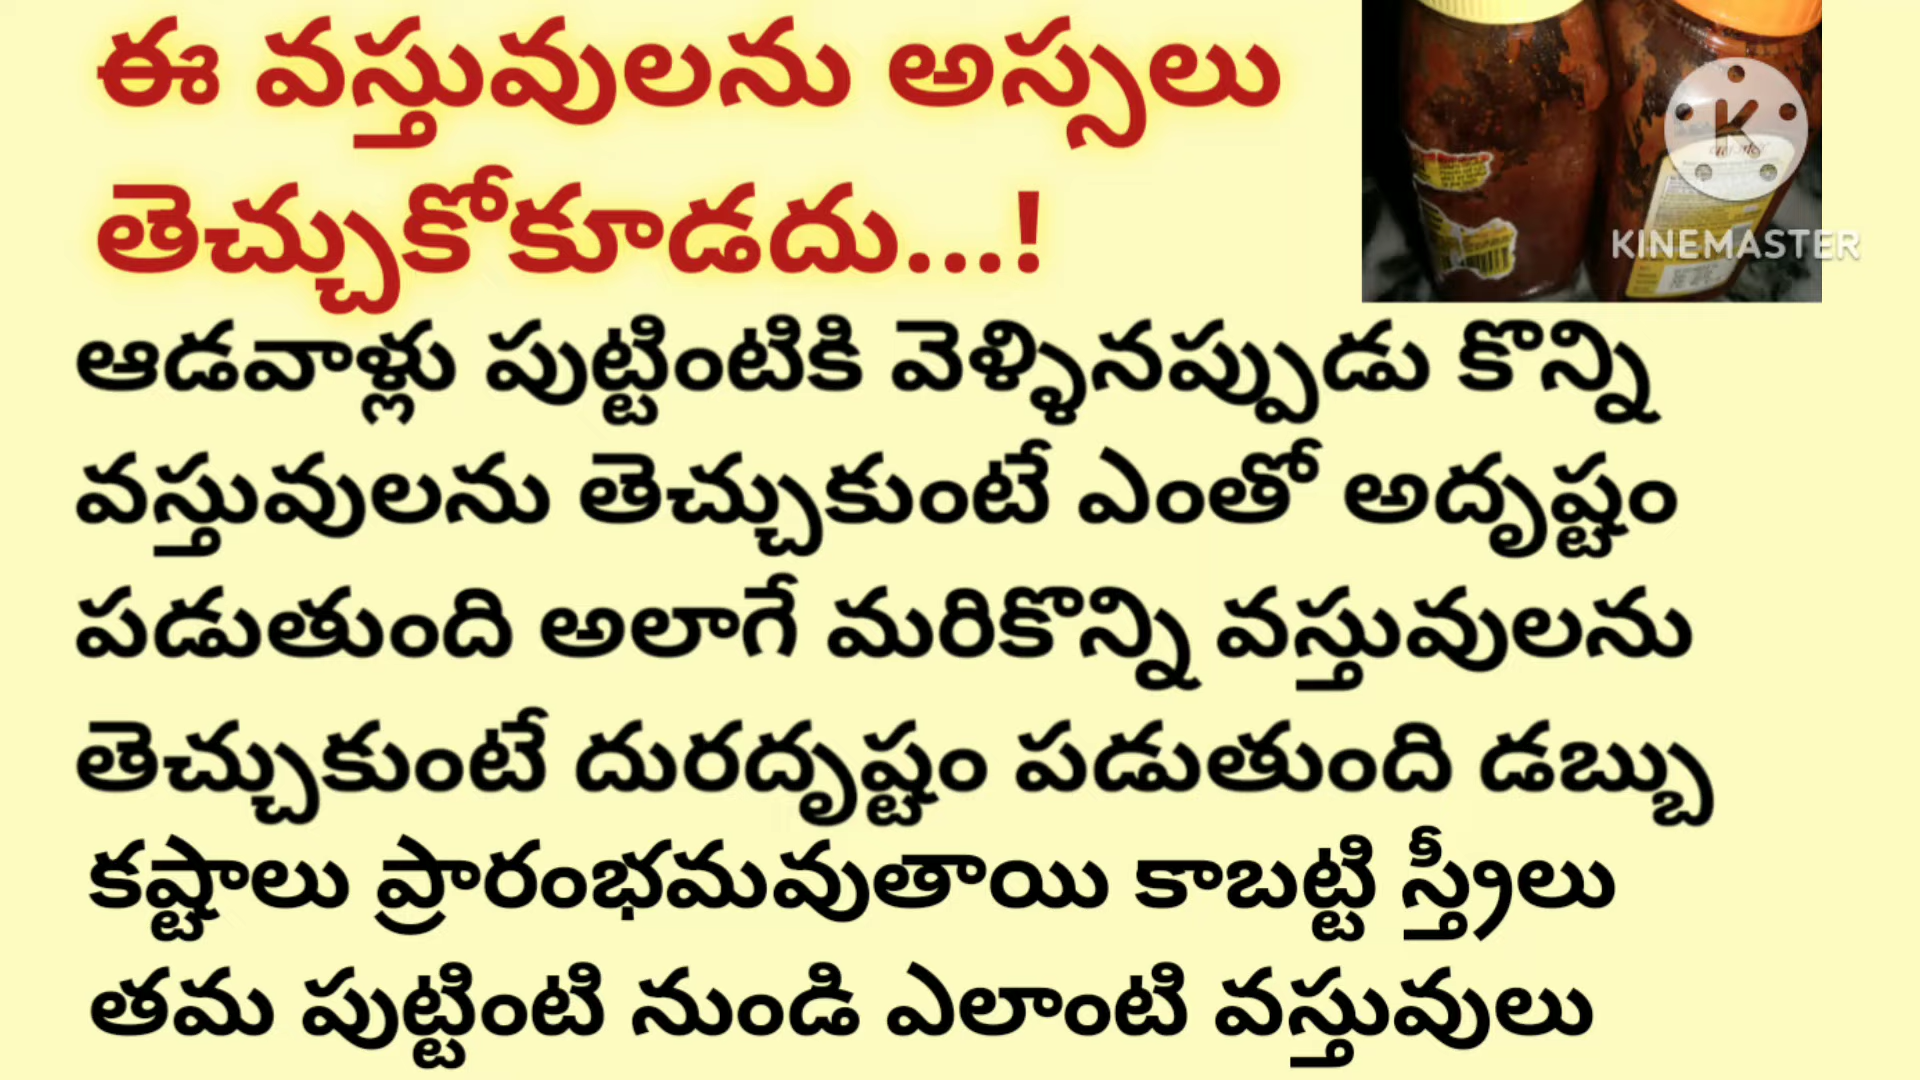 ఈ వస్తువులను అస్సలు
తెచ్చుకోకూడదు...!
KINEMASTER
ఆడవాళ్లు పుట్టింటికి వెళ్ళినప్పుడు కొన్ని
వస్తువులను తెచ్చుకుంటే ఎంతో అదృష్టం
పడుతుంది అలాగే మరికొన్ని వస్తువులను
తెచ్చుకుంటే దురదృష్టం పడుతుంది డబ్బు
కష్టాలు ప్రారంభమవుతాయి కాబట్టి స్త్రీలు
తమ పుట్టింటి నుండి ఎలాంటి వస్తువులు